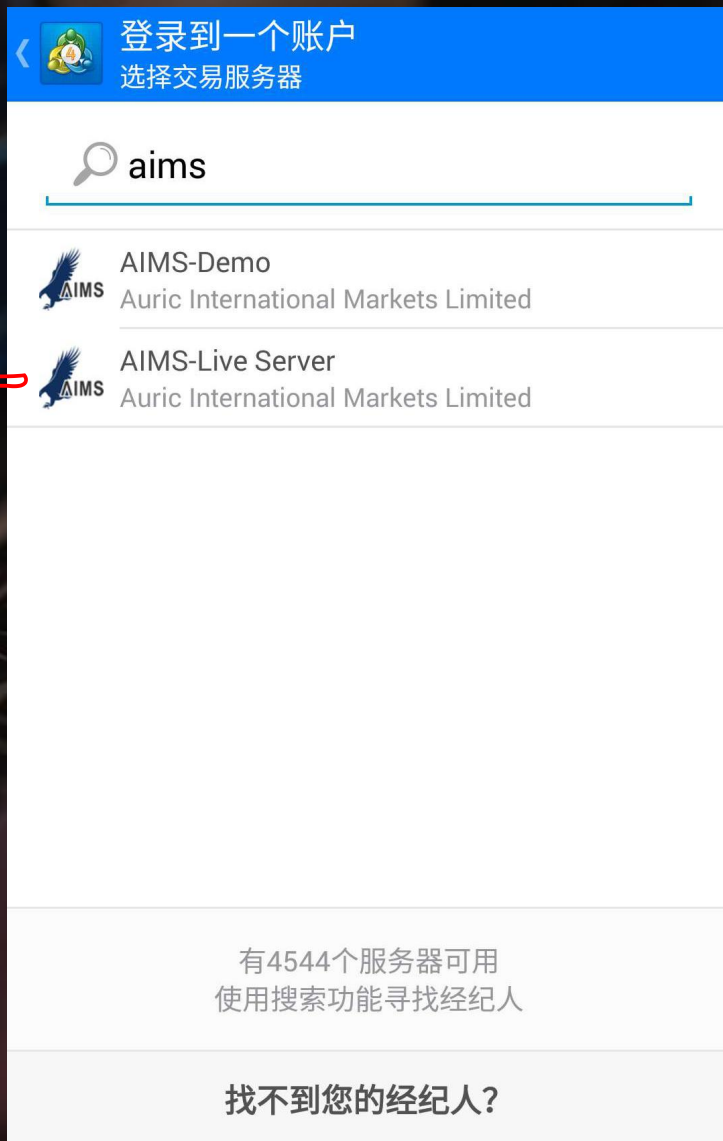 登录到一个账户
选择交易服务器
aims
AIMS-Demo
AIMS
Auric International Markets Limited
AIMS-Live Server
AIMS
Auric International Markets Limited
有4544个服务器可用
使用搜索功能寻找经纪人
找不到您的经纪人？